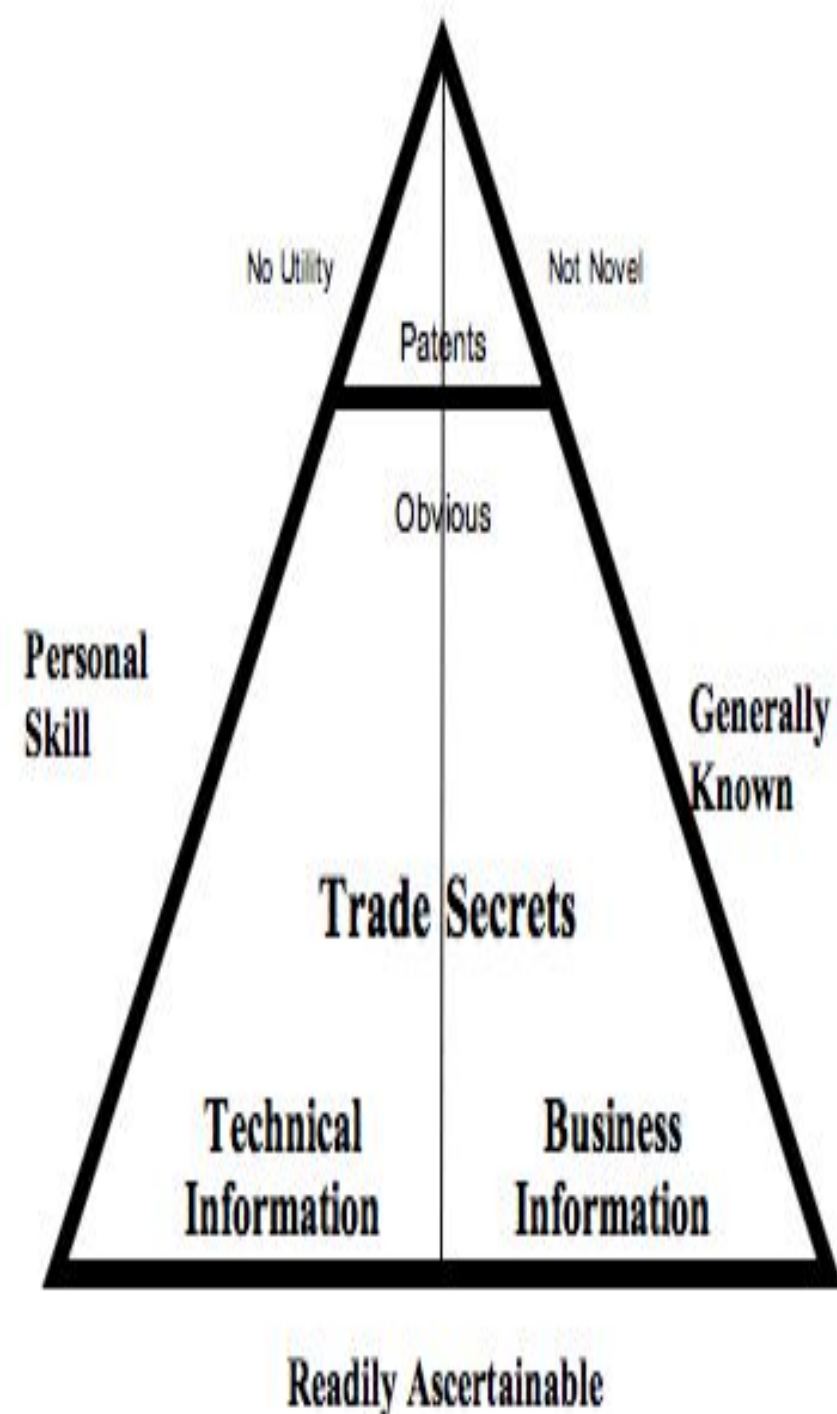 No Utility
Not Novel
Patents
Obvious
Personal
Skill
Generally
Known
Trade Secrets
Technical
Information
Business
Information
Readily Ascertainable